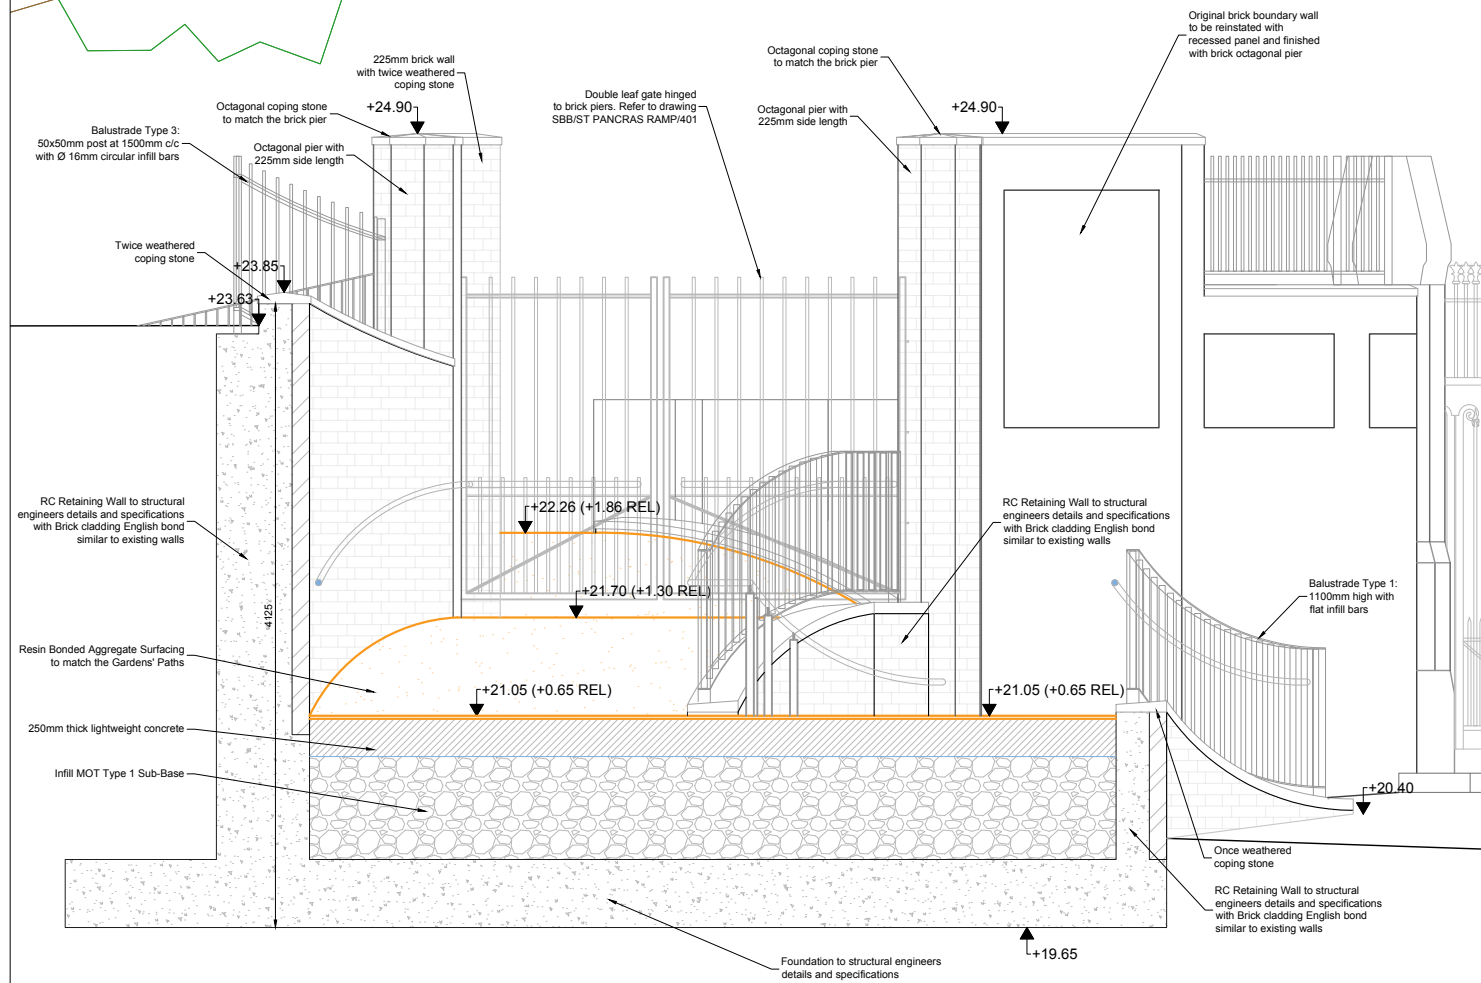 Original brick boundary wall
to be reinstated with
recessed panel and finished
with brick octagonal pier
Octagonal coping stone
to match the brick pier
225mm brick wall
with twice weathered
coping stone
Double leaf gate hinged
to brick piers. Refer to drawing
SBB/ST PANCRAS RAMP/401
Octagonal coping stone
to match the brick pier
+24.90
+24.90
Octagonal pier with
225mm side length
Balustrade Type 3:
50x50mm post at 1500mm c/c
with Ø 16mm circular infill bars
Octagonal pier with
225mm side length
Twice weathered
coping stone
+23.85
+23.63
RC Retaining Wall to structural
engineers details and specifications
with Brick cladding English bond
similar to existing walls
+22.26 (+1.86 REL)
RC Retaining Wall to structural
engineers details and specifications
with Brick cladding English bond
similar to existing walls
+21.70 (+1.30 REL)
Balustrade Type 1:
1100mm high with
flat infill bars
4125
Resin Bonded Aggregate Surfacing
to match the Gardens' Paths
+21.05 (+0.65 REL)
+21.05 (+0.65 REL)
250mm thick lightweight concrete
Infill MOT Type 1 Sub-Base
+20.40
Once weathered
coping stone
RC Retaining Wall to structural
engineers details and specifications
with Brick cladding English bond
similar to existing walls
+19.65
Foundation to structural engineers
details and specifications